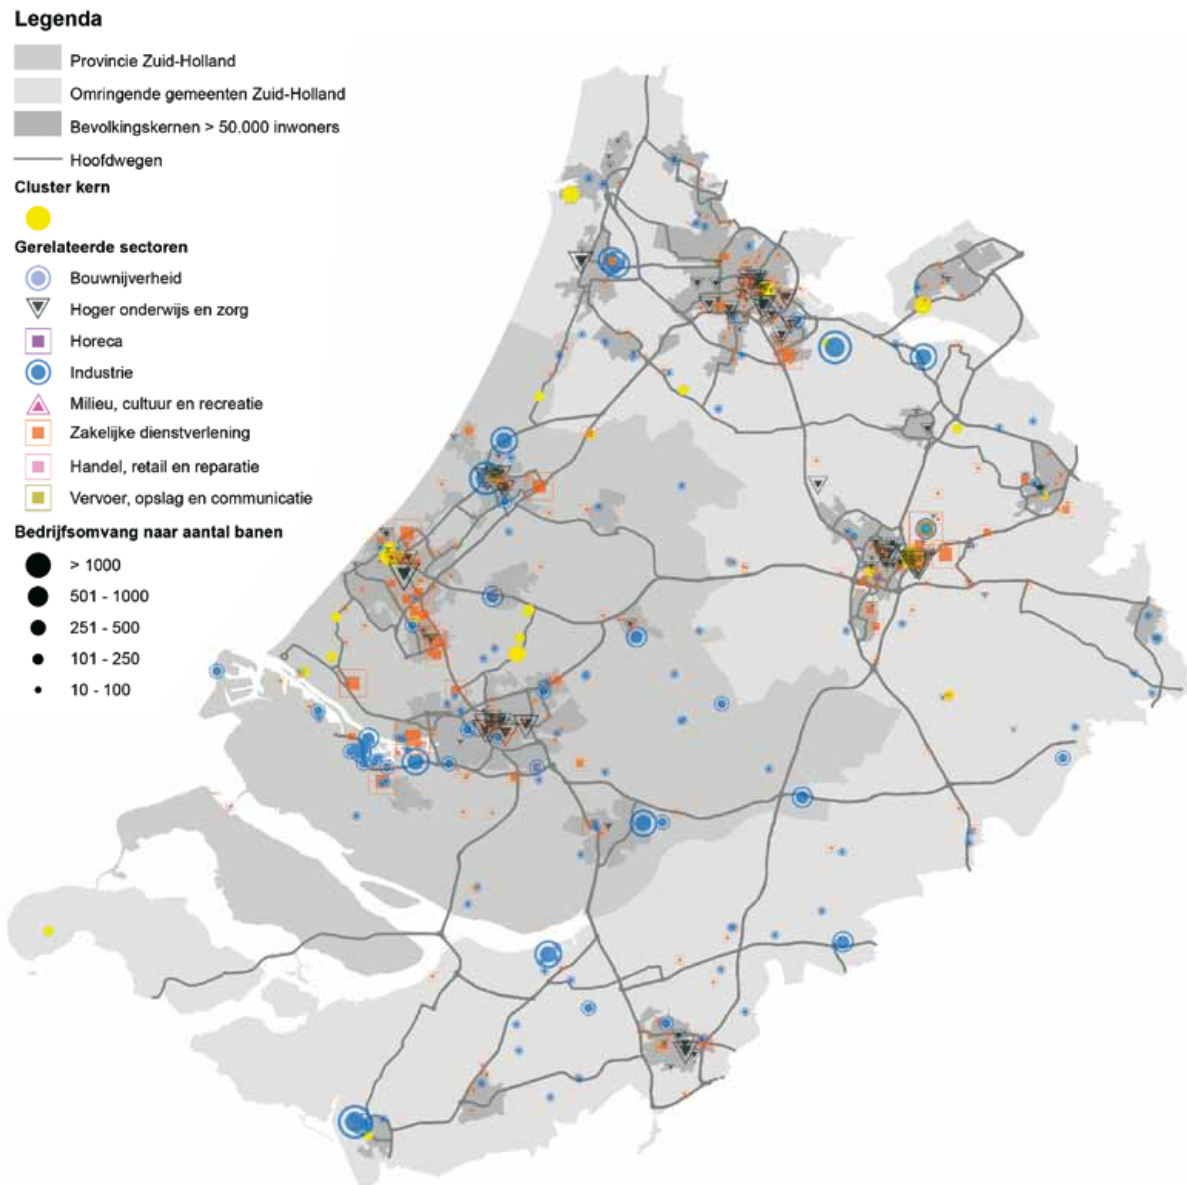 Legenda
Provincie Zuid-Holland
Omringende gemeenten Zuid-Holland
Bevolkingskernen > 50.000 inwoners
Hoofdwegen
Cluster kern
Gerelateerde sectoren
Bouwnijverheid
Hoger onderwijs en zorg
Horeca
Industrie
Milieu, cultuur en recreatie
Zakelijke dienstverlening
Handel, retail en reparatie
Vervoer, opslag en communicatie
Bedrijfsomvang naar aantal banen
> 1000
501 - 1000
251 - 500
101 - 250
10 - 100